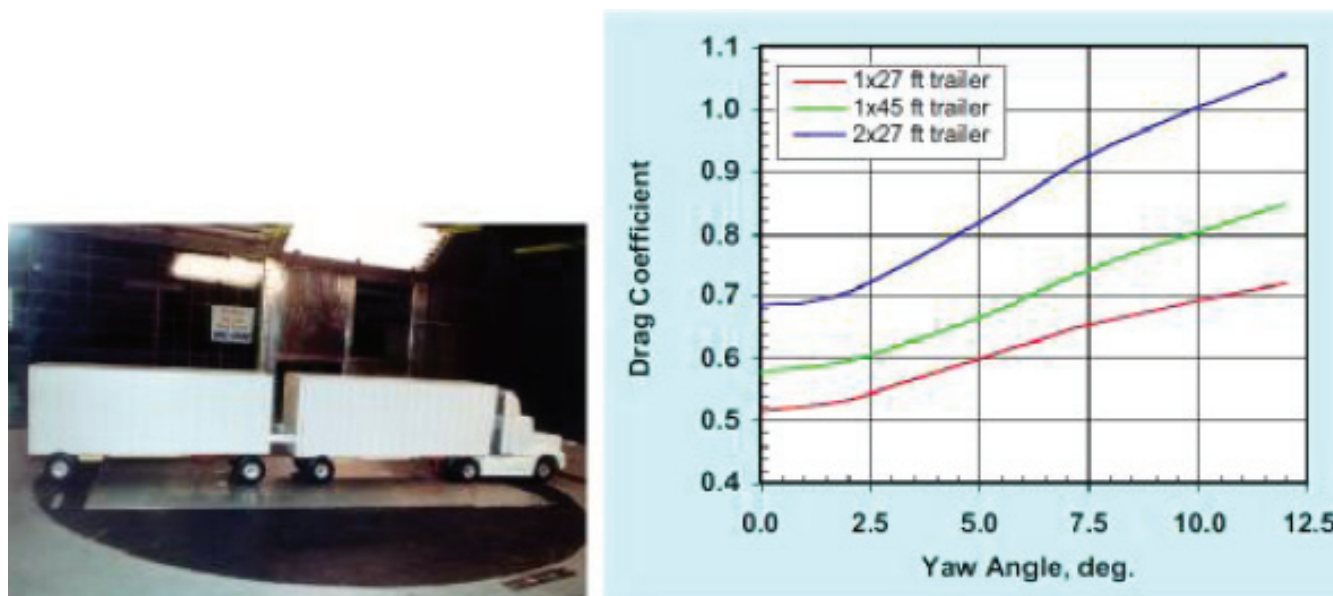 1.1
1.0
0.9
0.8
0.7
0.6
0.5
0.4
Drag Coefficient
1x27 ft trailer
1x45 ft trailer
2x27 ft trailer
0.0 2.5 5.0 7.5 10.0 12.5
Yaw Angle, deg.